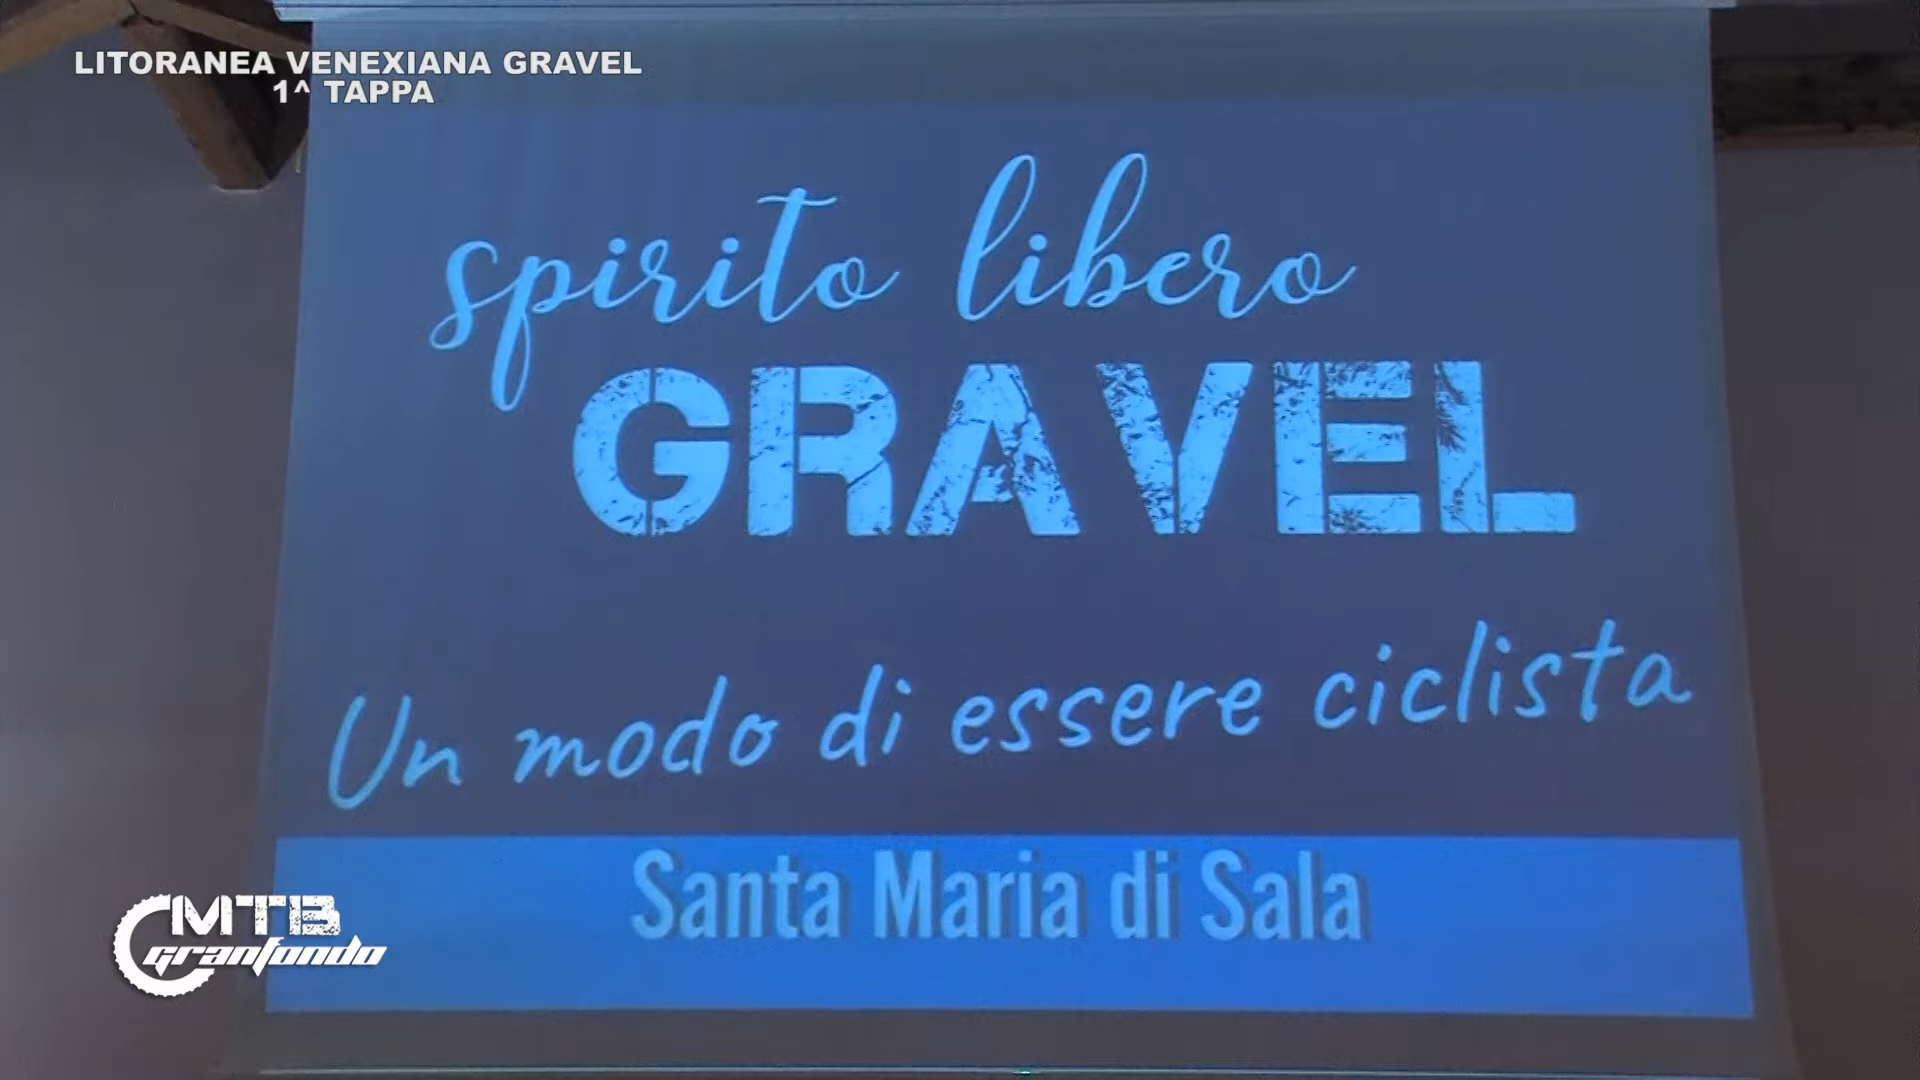 LITORANEA VENEXIANA GRAVEL
1^ TAPPA
spirito libero
GRAVEL
Un modo di essere ciclista
Santa Maria di Sala
MTB
granfondo